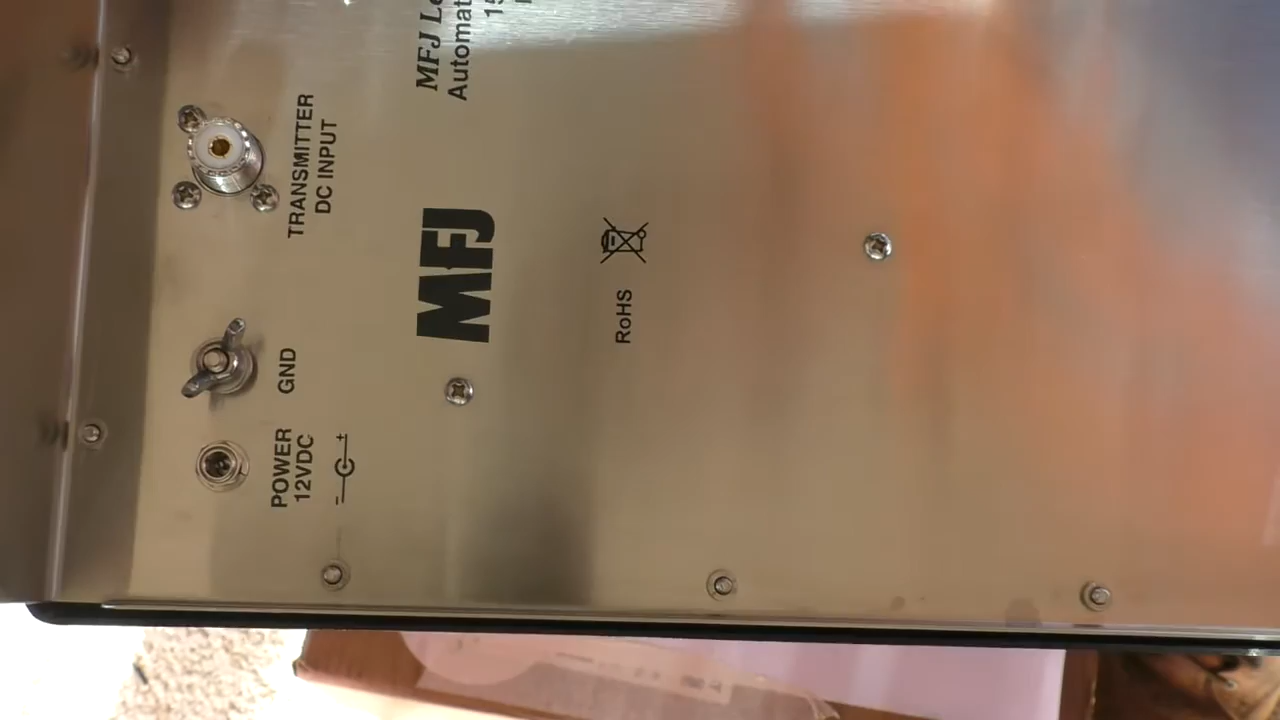 TRANSMITTER
DC INPUT
MFJ
Automat
MFJ
GND
POWER
12VDC
- C +
RoHS